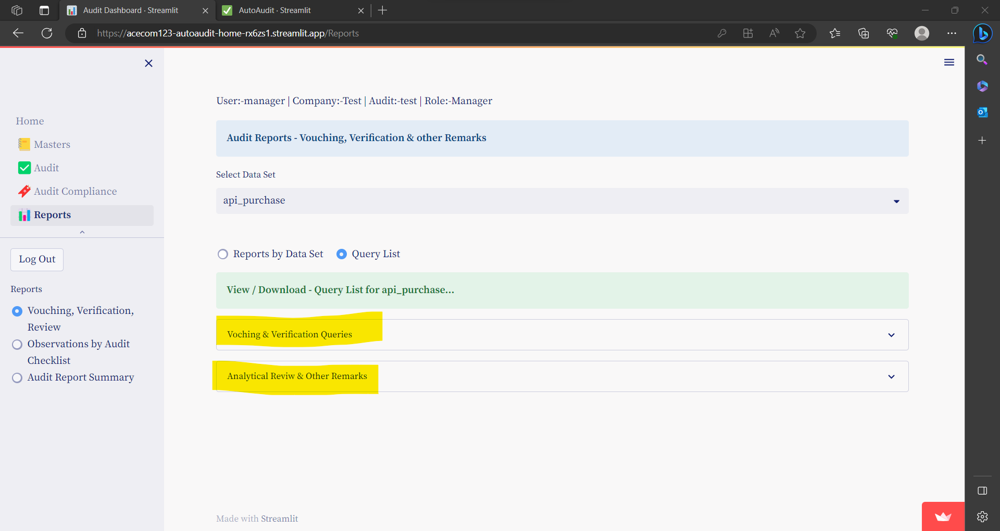 Audit Dashboard · Streamlit
AutoAudit · Streamlit
https://acecom123-autoaudit-home-rx6zs1.streamlit.app/Reports
Home
Masters
Audit
Audit Compliance
Reports
Log Out
Reports
Vouching, Verification,
Review
Observations by Audit
Checklist
Audit Report Summary
User:-manager | Company:-Test | Audit:-test | Role:-Manager
Audit Reports - Vouching, Verification & other Remarks
Select Data Set
api_purchase
Reports by Data Set
Query List
View / Download - Query List for api_purchase...
Voching & Verification Queries
Analytical Reviw & Other Remarks
Made with Streamlit